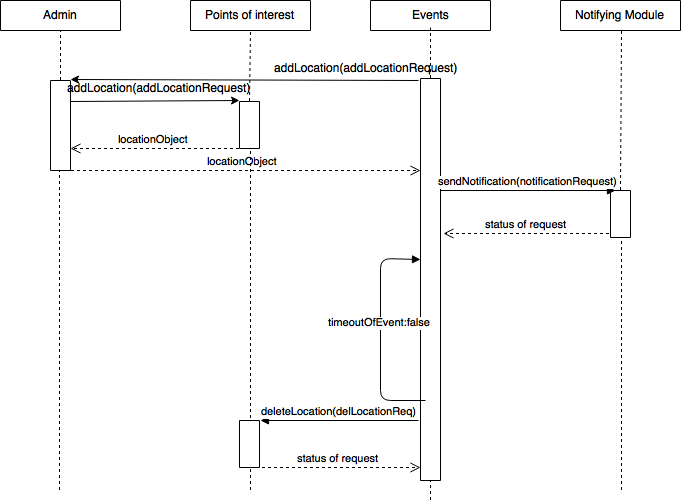 Admin
Points of interest
Events
Notifying Module
addLocation(addLocationRequest)
addLocation(addLocationRequest)
locationObject
locationObject
sendNotification(notificationRequest)
status of request
timeoutOfEvent:false
deleteLocation(delLocationReq)
status of request